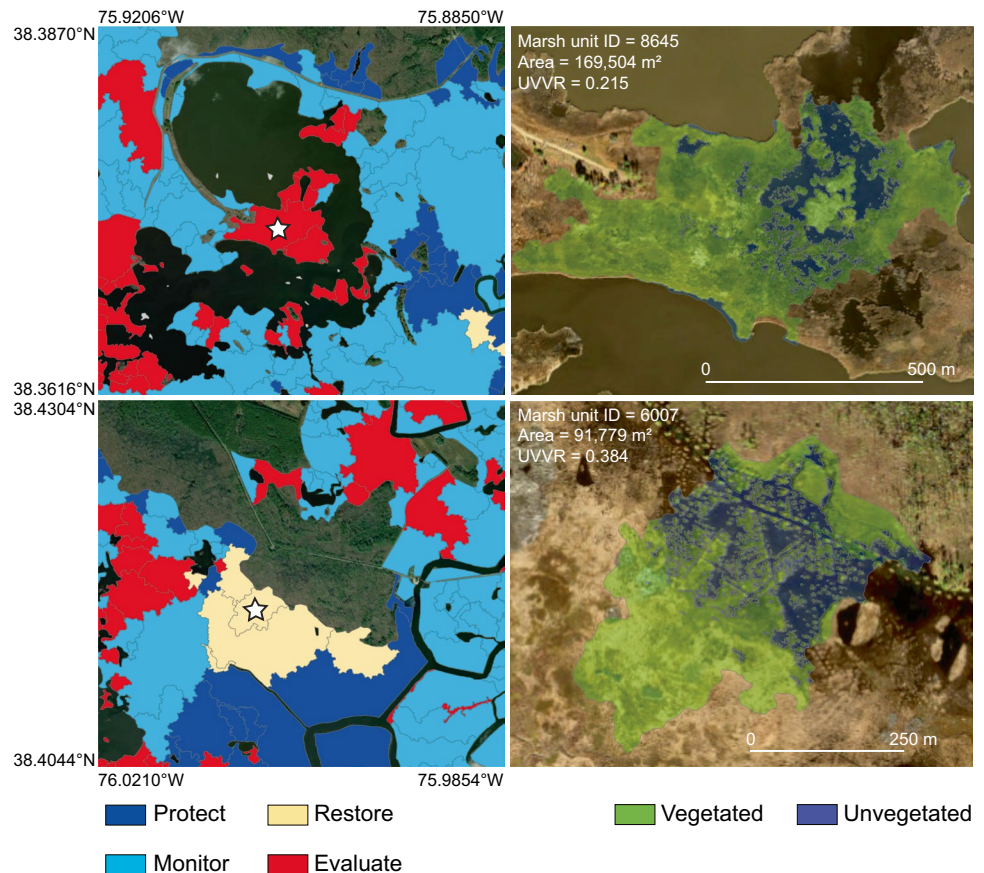 75.9206°W 75.8850°W
38.3870°N
Marsh unit ID = 8645
Area = 169,504 m²
UVVR = 0.215
0 500 m
38.3616°N
38.4304°N
Marsh unit ID = 6007
Area = 91,779 m²
UVVR = 0.384
0 250 m
38.4044°N
76.0210°W 75.9854°W
Protect Restore Vegetated Unvegetated
Monitor Evaluate